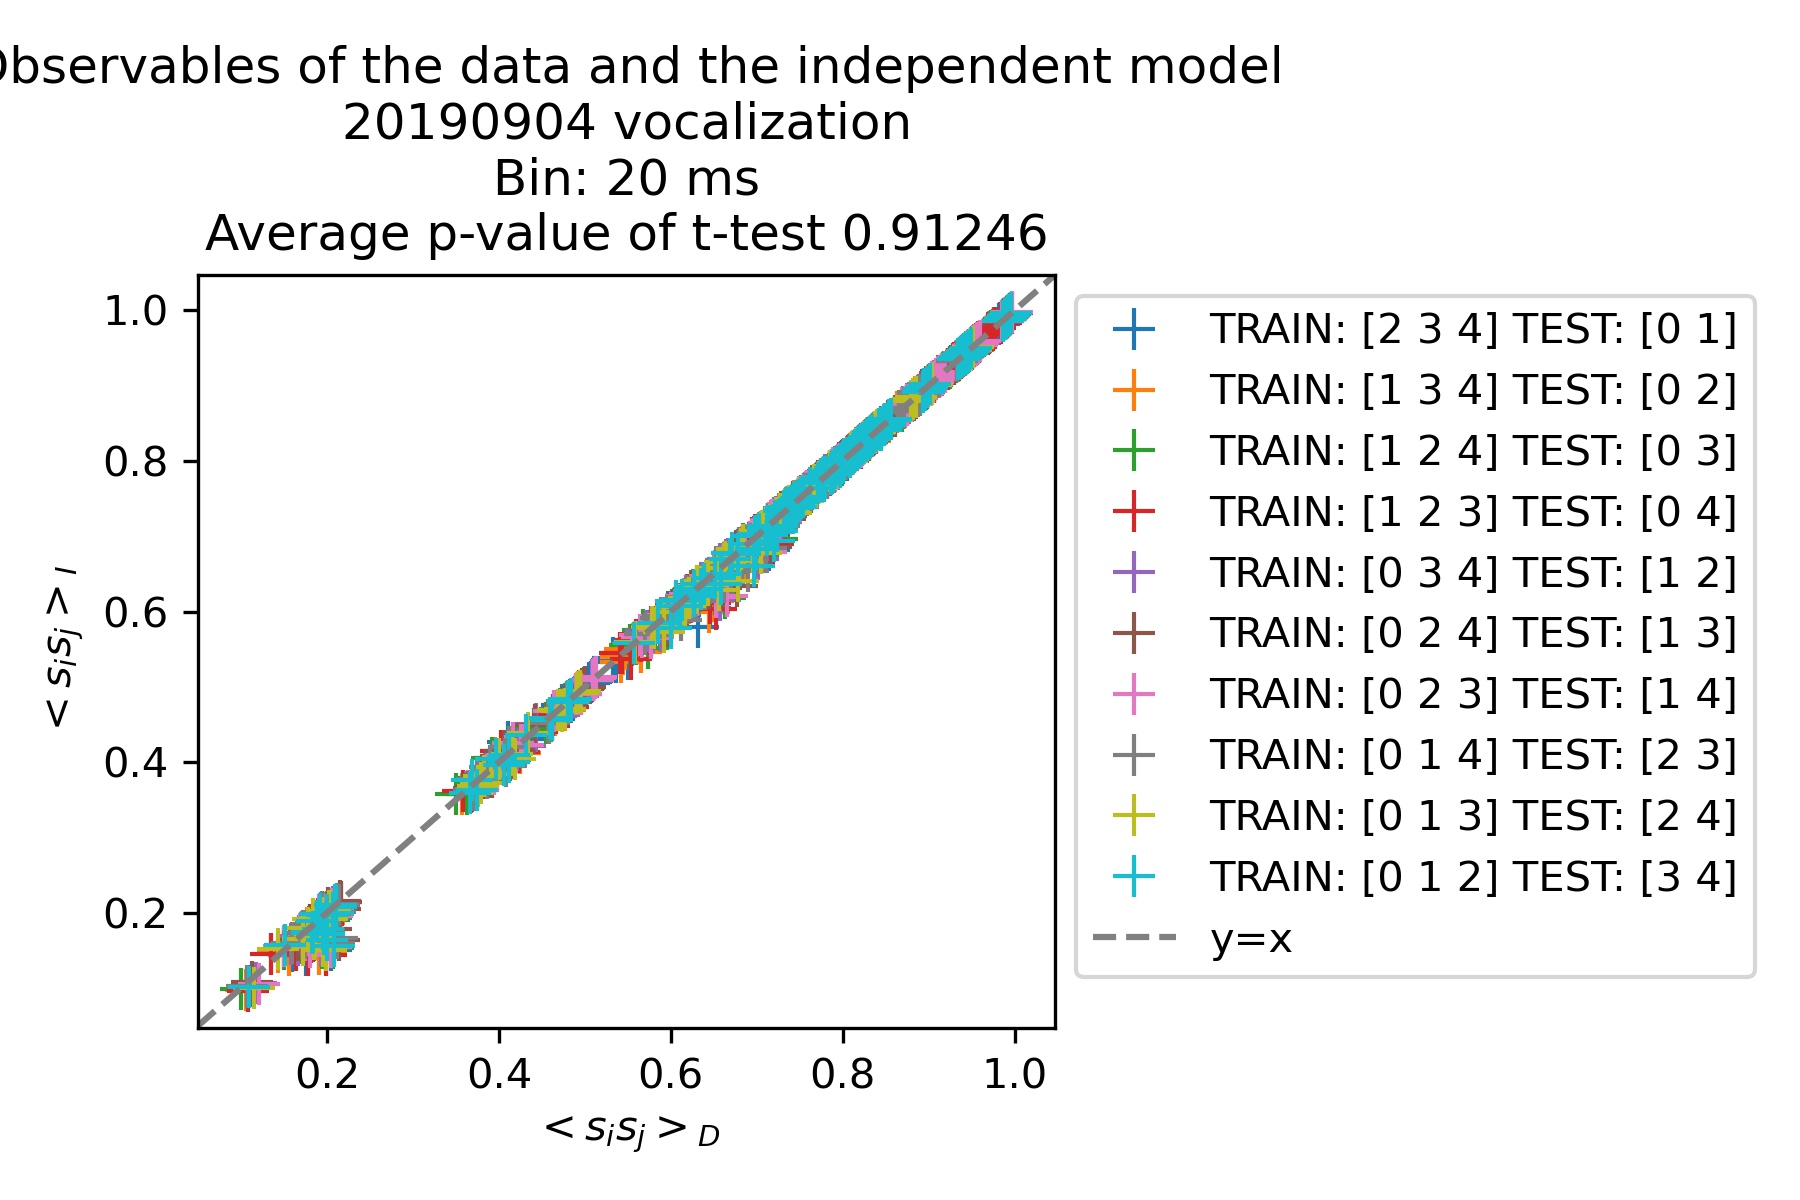 Observables of the data and the independent model
20190904 vocalization
Bin: 20 ms
Average p-value of t-test 0.91246
1.0
0.8
0.6
0.4
0.2
< s_i s_j >_I
0.2 0.4 0.6 0.8 1.0
< s_i s_j >_D
TRAIN: [2 3 4] TEST: [0 1]
TRAIN: [1 3 4] TEST: [0 2]
TRAIN: [1 2 4] TEST: [0 3]
TRAIN: [1 2 3] TEST: [0 4]
TRAIN: [0 3 4] TEST: [1 2]
TRAIN: [0 2 4] TEST: [1 3]
TRAIN: [0 2 3] TEST: [1 4]
TRAIN: [0 1 4] TEST: [2 3]
TRAIN: [0 1 3] TEST: [2 4]
TRAIN: [0 1 2] TEST: [3 4]
y=x